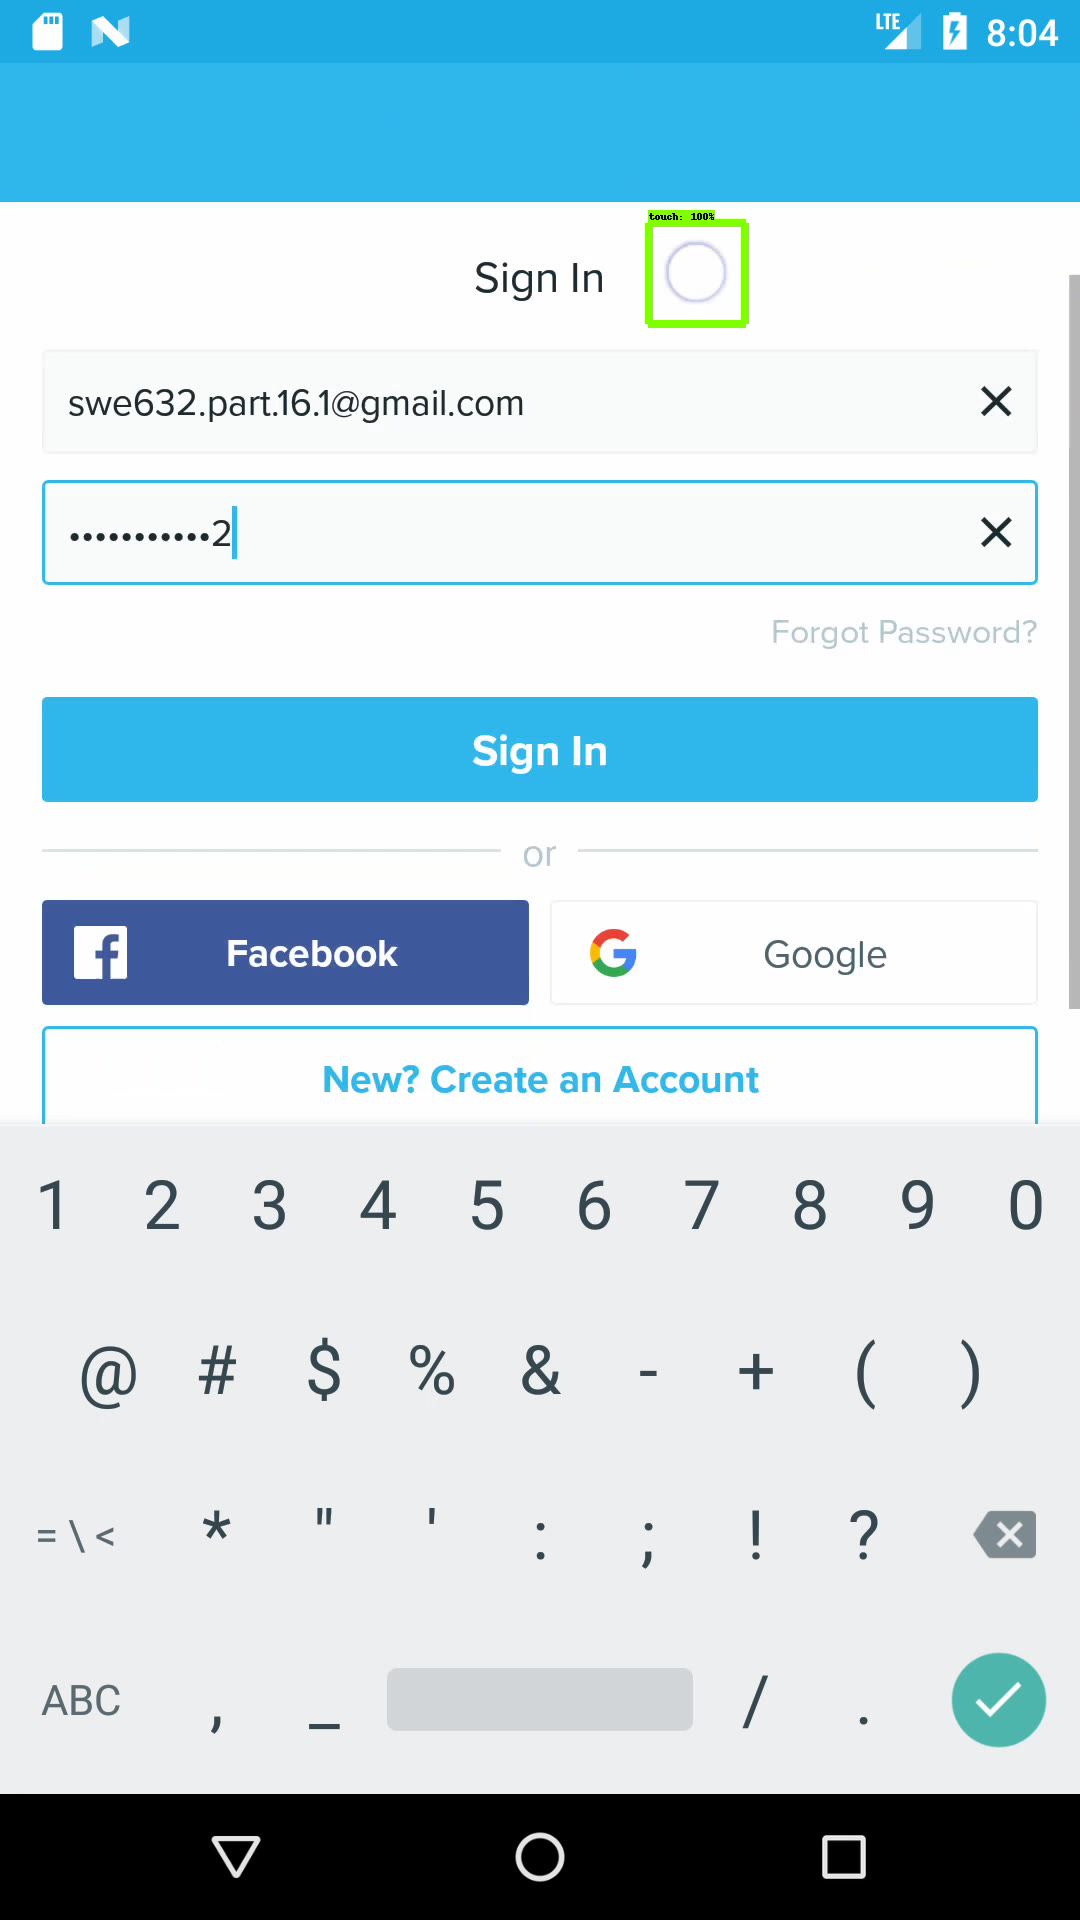 LTE 8:04
touch: 100%
Sign In
swe632.part.16.1@gmail.com
•••••••••••2
Forgot Password?
Sign In
or
Facebook Google
New? Create an Account
1 2 3 4 5 6 7 8 9 0
@ # $ % & - + ( )
= \ < * " ' : ; ! ?
ABC , _ / .